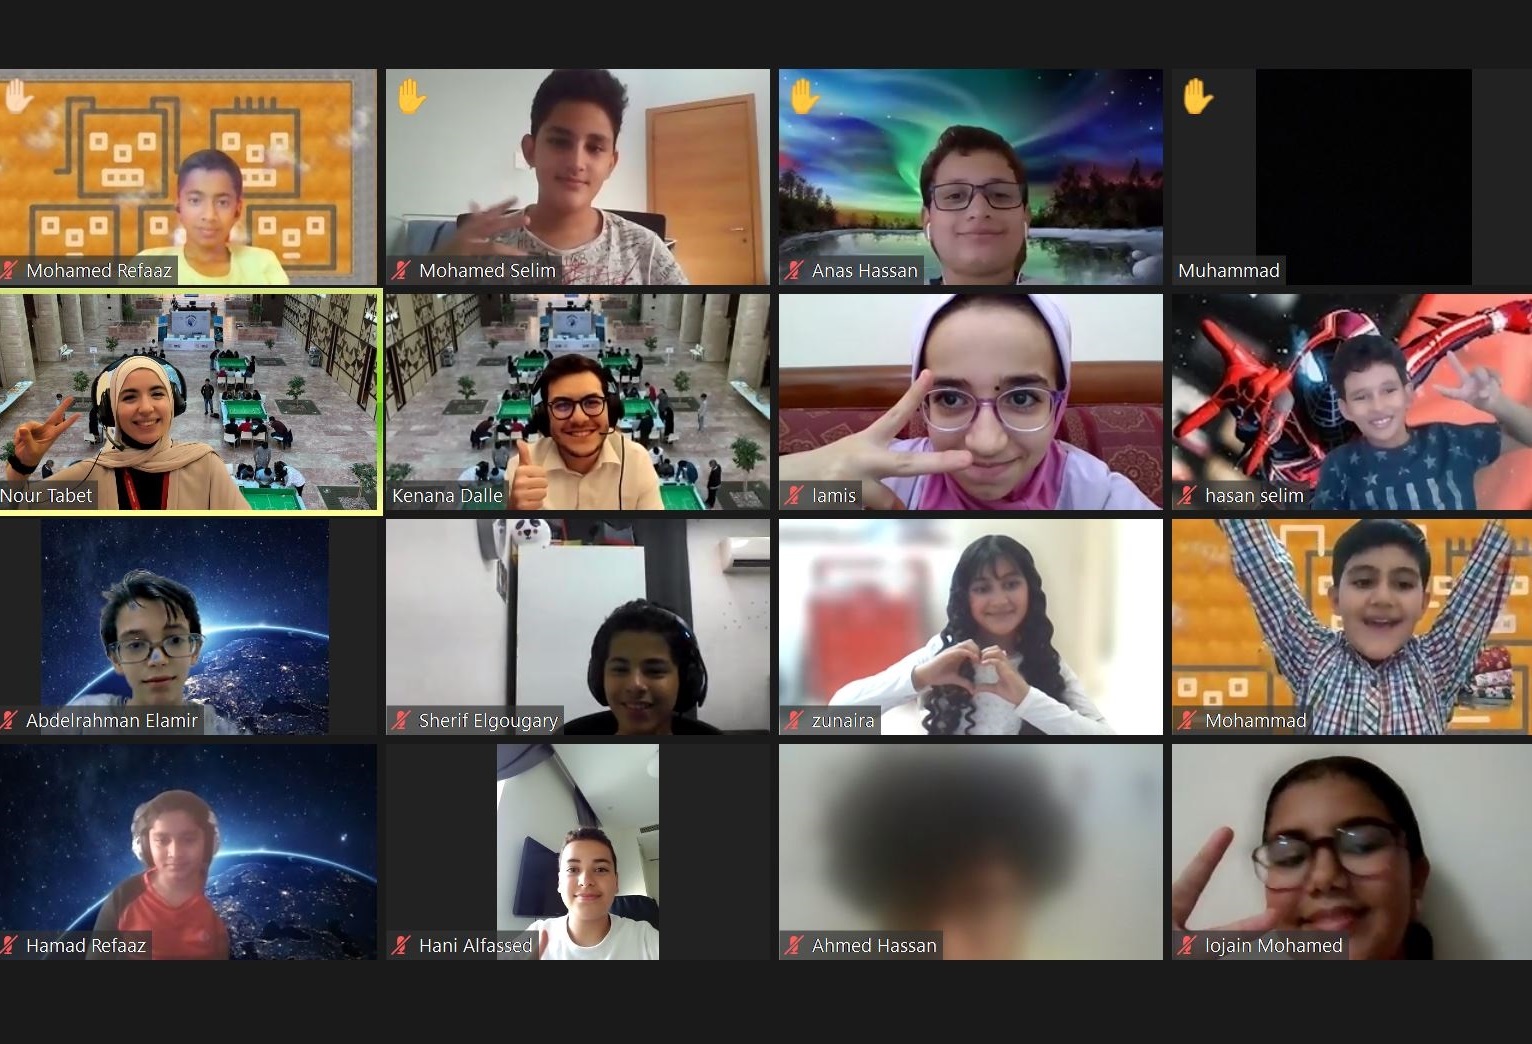 Mohamed Refaaz
Mohamed Selim
Anas Hassan
Muhammad
Nour Tabet
Kenana Dalle
lamis
hasan selim
Abdelrahman Elamir
Sherif Elgougary
zunaira
Mohammad
Hamad Refaaz
Hani Alfassed
Ahmed Hassan
lojain Mohamed